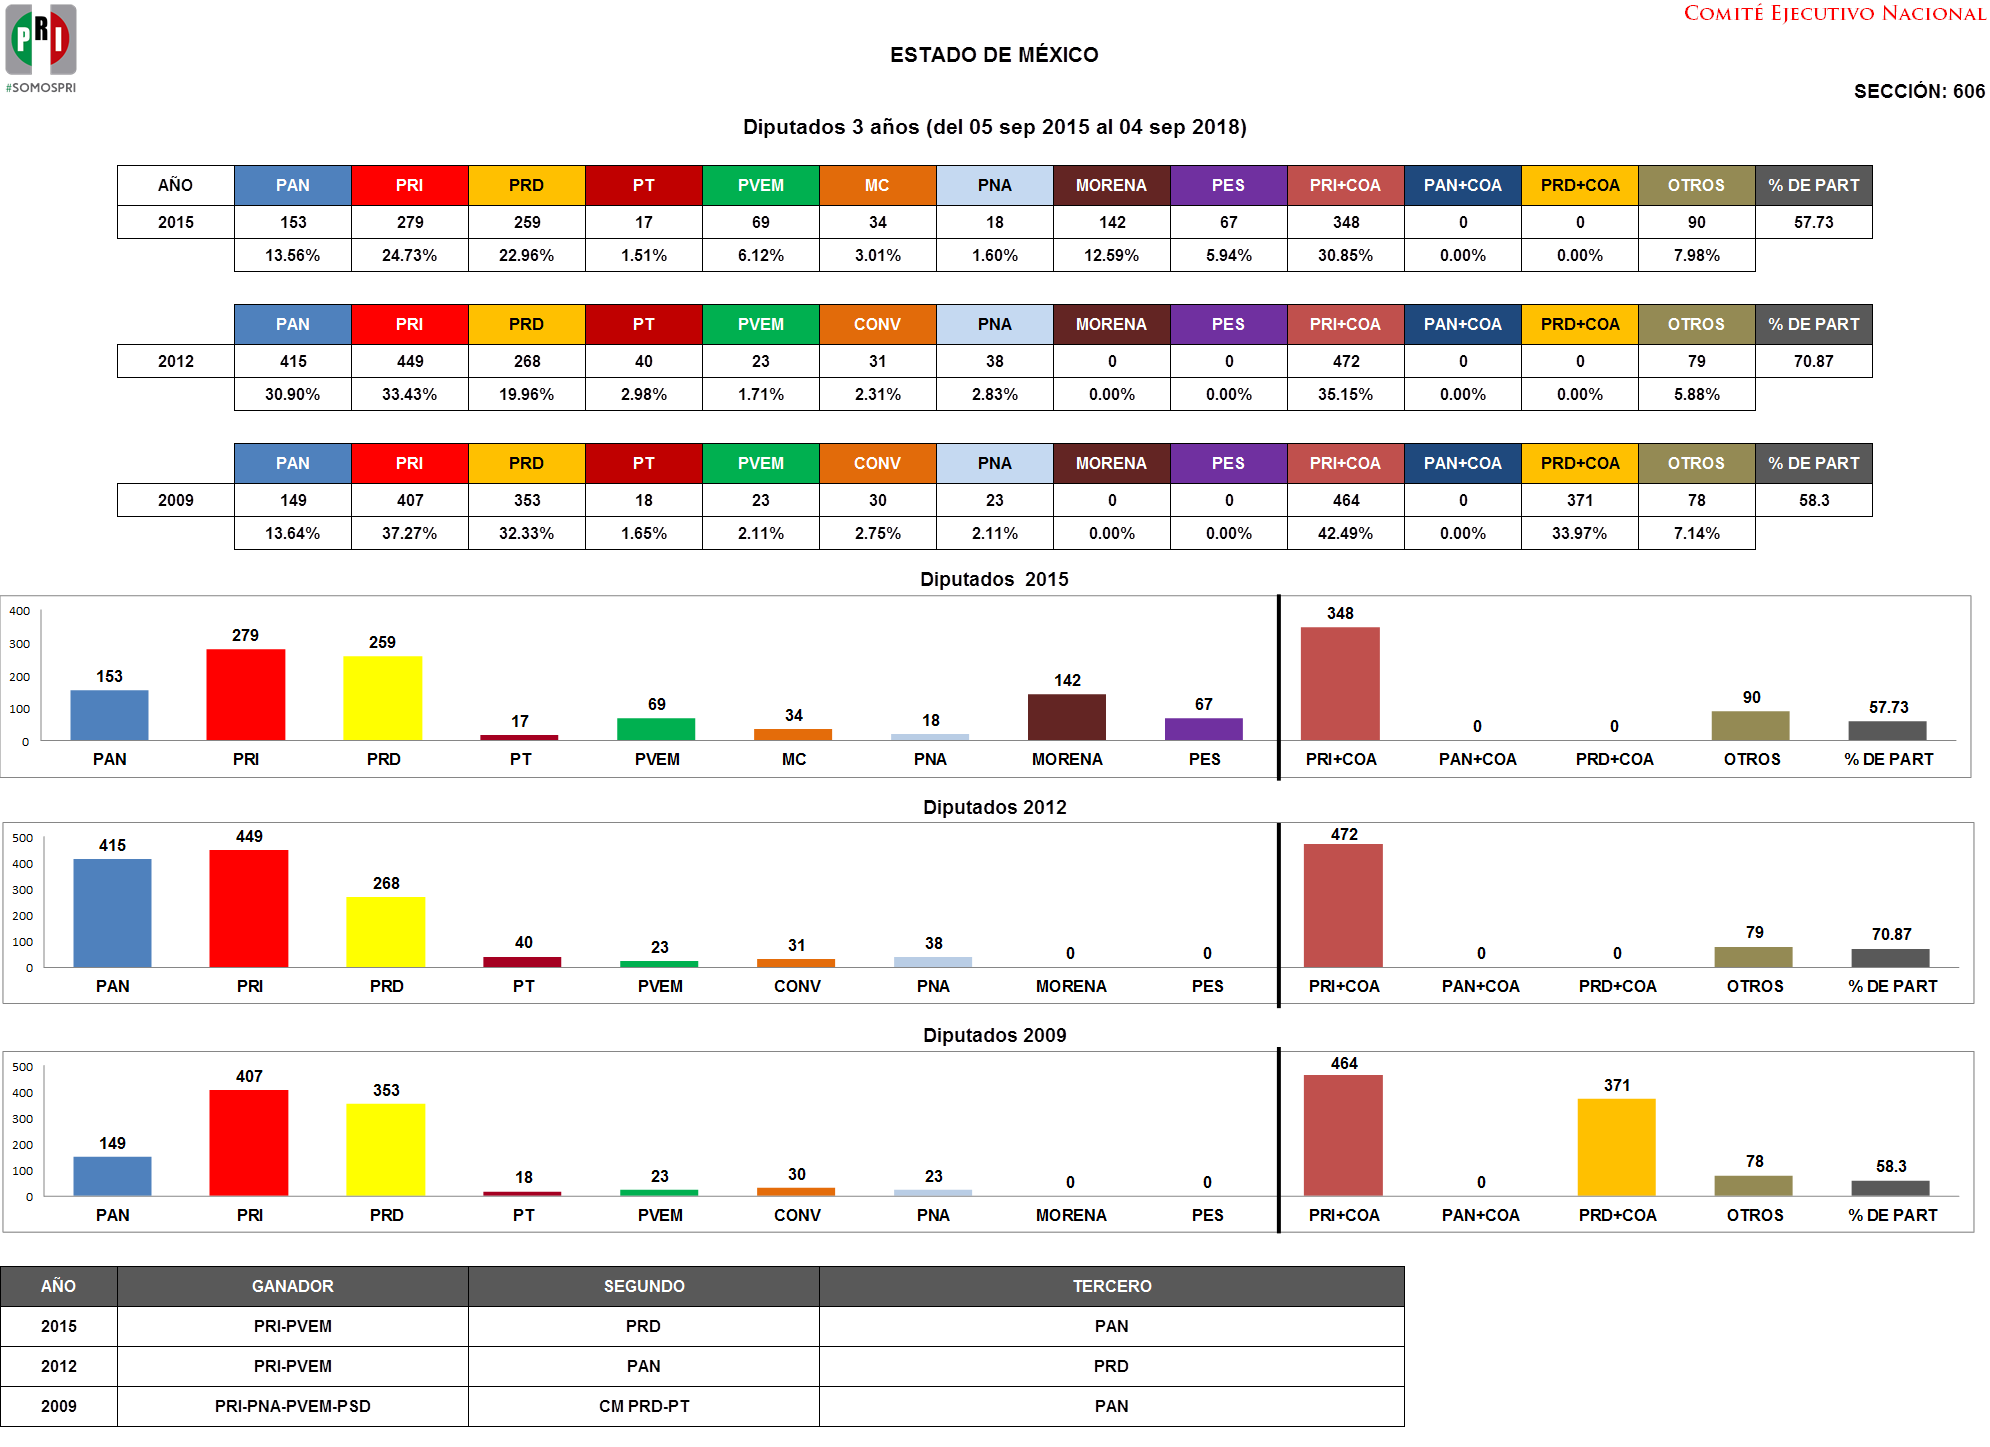 PRI
#SOMOSPRI
COMITÉ EJECUTIVO NACIONAL
ESTADO DE MÉXICO
SECCIÓN: 606
Diputados 3 años (del 05 sep 2015 al 04 sep 2018)
AÑO PAN PRI PRD PT PVEM MC PNA MORENA PES PRI+COA PAN+COA PRD+COA OTROS % DE PART
2015 153 279 259 17 69 34 18 142 67 348 0 0 90 57.73
13.56% 24.73% 22.96% 1.51% 6.12% 3.01% 1.60% 12.59% 5.94% 30.85% 0.00% 0.00% 7.98%
PAN PRI PRD PT PVEM CONV PNA MORENA PES PRI+COA PAN+COA PRD+COA OTROS % DE PART
2012 415 449 268 40 23 31 38 0 0 472 0 0 79 70.87
30.90% 33.43% 19.96% 2.98% 1.71% 2.31% 2.83% 0.00% 0.00% 35.15% 0.00% 0.00% 5.88%
PAN PRI PRD PT PVEM CONV PNA MORENA PES PRI+COA PAN+COA PRD+COA OTROS % DE PART
2009 149 407 353 18 23 30 23 0 0 464 0 371 78 58.3
13.64% 37.27% 32.33% 1.65% 2.11% 2.75% 2.11% 0.00% 0.00% 42.49% 0.00% 33.97% 7.14%
Diputados 2015
400
300
200
100
0
153 279 259 17 69 34 18 142 67 348 0 0 90 57.73
PAN PRI PRD PT PVEM MC PNA MORENA PES PRI+COA PAN+COA PRD+COA OTROS % DE PART
Diputados 2012
500
400
300
200
100
0
415 449 268 40 23 31 38 0 0 472 0 0 79 70.87
PAN PRI PRD PT PVEM CONV PNA MORENA PES PRI+COA PAN+COA PRD+COA OTROS % DE PART
Diputados 2009
500
400
300
200
100
0
149 407 353 18 23 30 23 0 0 464 0 371 78 58.3
PAN PRI PRD PT PVEM CONV PNA MORENA PES PRI+COA PAN+COA PRD+COA OTROS % DE PART
AÑO GANADOR SEGUNDO TERCERO
2015 PRI-PVEM PRD PAN
2012 PRI-PVEM PAN PRD
2009 PRI-PNA-PVEM-PSD CM PRD-PT PAN